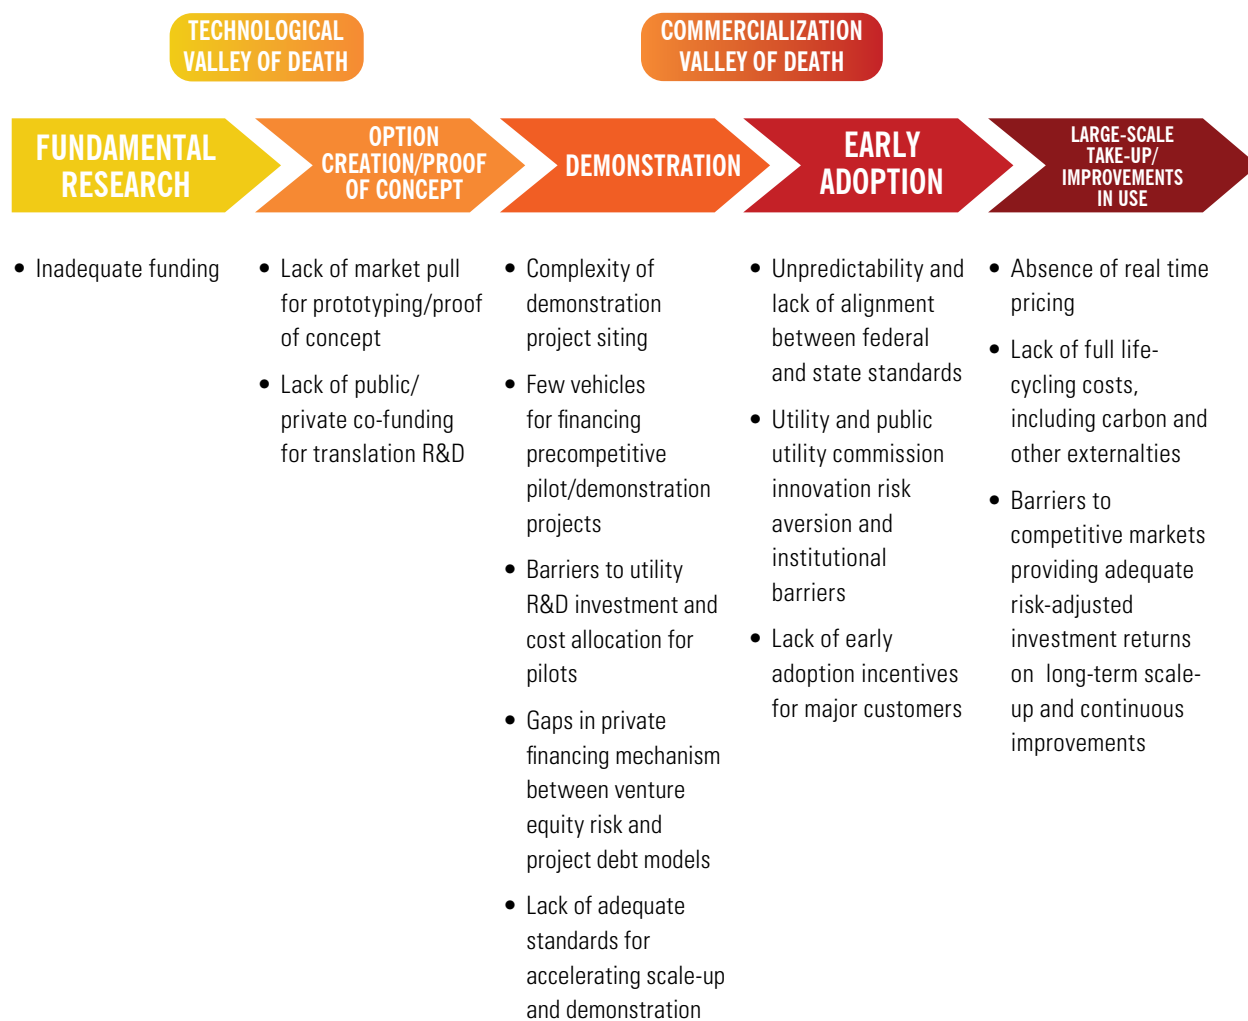 TECHNOLOGICAL
VALLEY OF DEATH
COMMERCIALIZATION
VALLEY OF DEATH
FUNDAMENTAL
RESEARCH
OPTION
CREATION/PROOF
OF CONCEPT
DEMONSTRATION
EARLY
ADOPTION
LARGE-SCALE
TAKE-UP/
IMPROVEMENTS
IN USE
• Inadequate funding
• Lack of market pull
for prototyping/proof
of concept
• Lack of public/
private co-funding
for translation R&D
• Complexity of
demonstration
project siting
• Few vehicles
for financing
precompetitive
pilot/demonstration
projects
• Barriers to utility
R&D investment and
cost allocation for
pilots
• Gaps in private
financing mechanism
between venture
equity risk and
project debt models
• Lack of adequate
standards for
accelerating scale-up
and demonstration
• Unpredictability and
lack of alignment
between federal
and state standards
• Utility and public
utility commission
innovation risk
aversion and
institutional
barriers
• Lack of early
adoption incentives
for major customers
• Absence of real time
pricing
• Lack of full life-
cycling costs,
including carbon and
other externalties
• Barriers to
competitive markets
providing adequate
risk-adjusted
investment returns
on long-term scale-
up and continuous
improvements